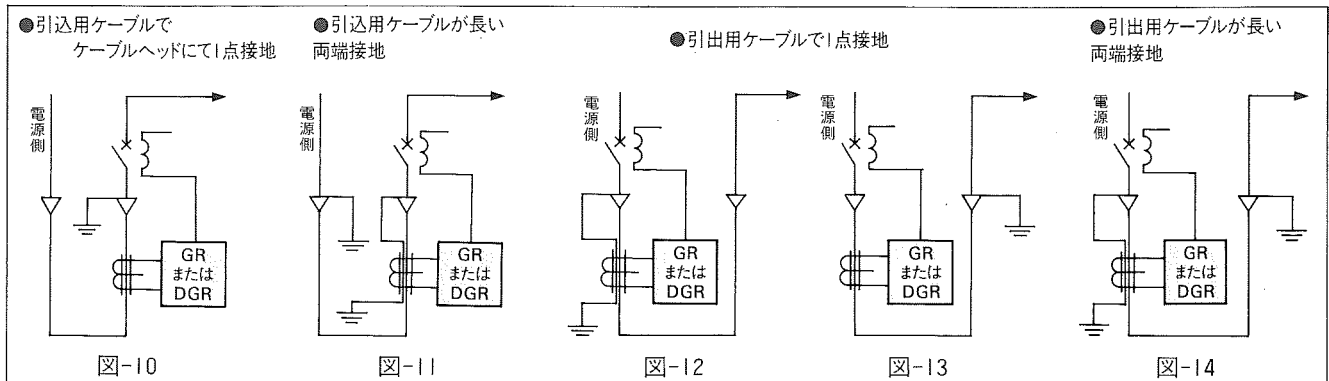 ●引込用ケーブルで
ケーブルヘッドにて1点接地
●引込用ケーブルが長い
両端接地
●引出用ケーブルで1点接地
●引出用ケーブルが長い
両端接地
電源側
GR
または
DGR
図-10
電源側
GR
または
DGR
図-11
電源側
GR
または
DGR
図-12
電源側
GR
または
DGR
図-13
電源側
GR
または
DGR
図-14